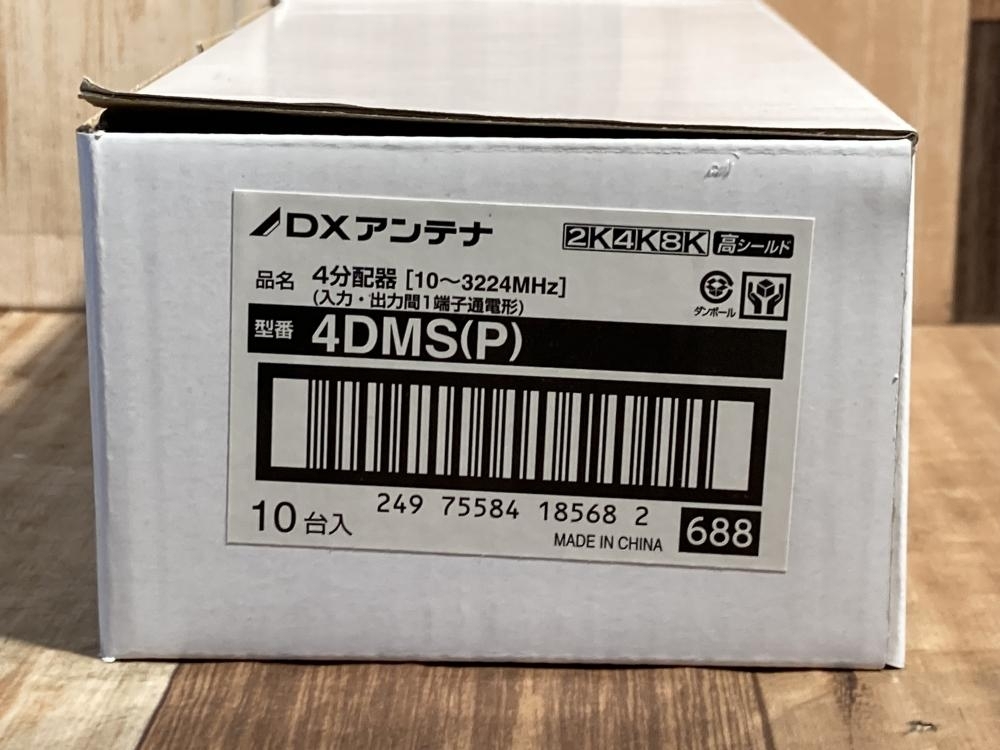 DXアンテナ 2K4K8K 高シールド
品名 4分配器 [10〜3224MHz]
(入力・出力間1端子通電形)
ダンボール
型番 4DMS(P)
249 75584 18568 2
10台入
MADE IN CHINA
688